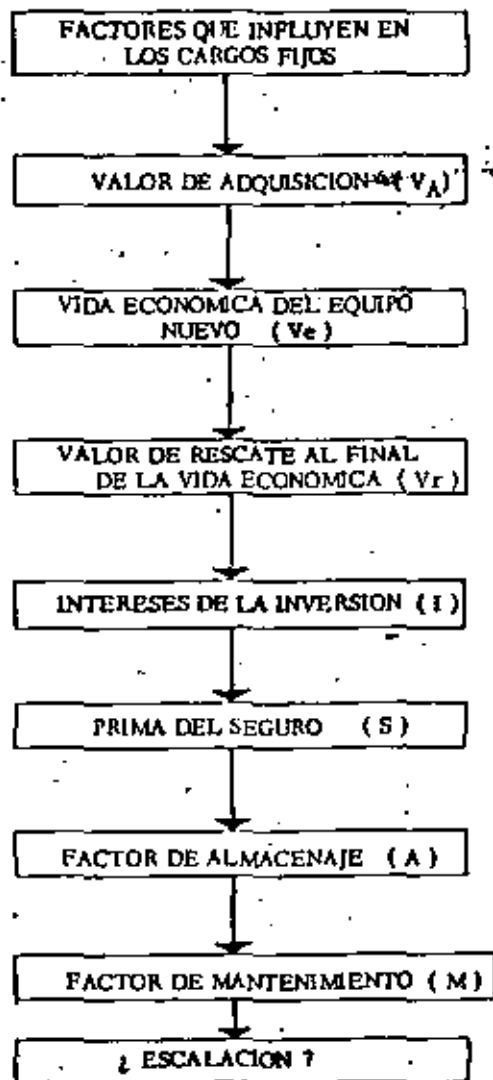 FACTORES QUE INFLUYEN EN
LOS CARGOS FIJOS
VALOR DE ADQUISICION ( VA)
VIDA ECONOMICA DEL EQUIPO
NUEVO ( Ve )
VALOR DE RESCATE AL FINAL
DE LA VIDA ECONOMICA ( Vr )
INTERESES DE LA INVERSION ( I )
PRIMA DEL SEGURO ( S )
FACTOR DE ALMACENAJE ( A )
FACTOR DE MANTENIMIENTO ( M )
¿ ESCALACION ?